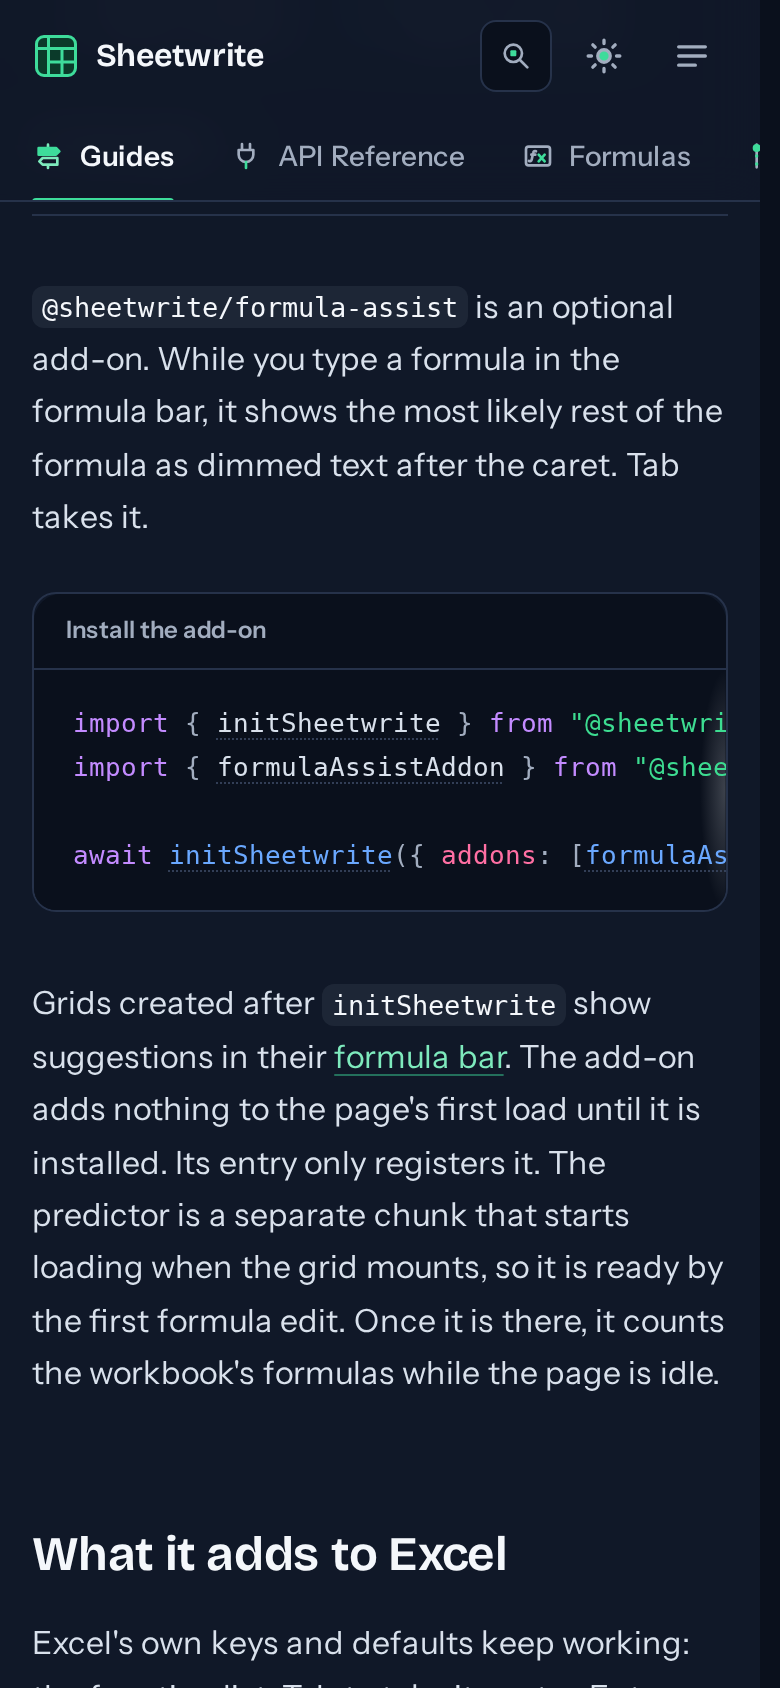 Sheetwrite
Guides API Reference Formulas
@sheetwrite/formula-assist is an optional
add-on. While you type a formula in the
formula bar, it shows the most likely rest of the
formula as dimmed text after the caret. Tab
takes it.
Install the add-on
import { initSheetwrite } from "@sheetwri
import { formulaAssistAddon } from "@shee
await initSheetwrite({ addons: [formulaAs
Grids created after initSheetwrite show
suggestions in their formula bar. The add-on
adds nothing to the page's first load until it is
installed. Its entry only registers it. The
predictor is a separate chunk that starts
loading when the grid mounts, so it is ready by
the first formula edit. Once it is there, it counts
the workbook's formulas while the page is idle.
What it adds to Excel
Excel's own keys and defaults keep working: